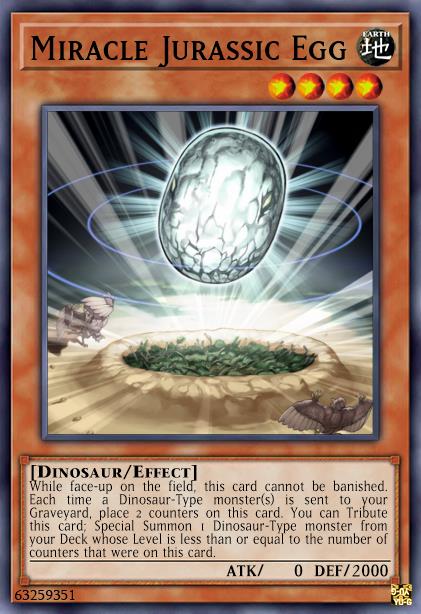 Miracle Jurassic Egg
EARTH
地
[Dinosaur/Effect]
While face-up on the field, this card cannot be banished.
Each time a Dinosaur-Type monster(s) is sent to your
Graveyard, place 2 counters on this card. You can Tribute
this card; Special Summon 1 Dinosaur-Type monster from
your Deck whose Level is less than or equal to the number of
counters that were on this card.
ATK/ 0 DEF/2000
63259351